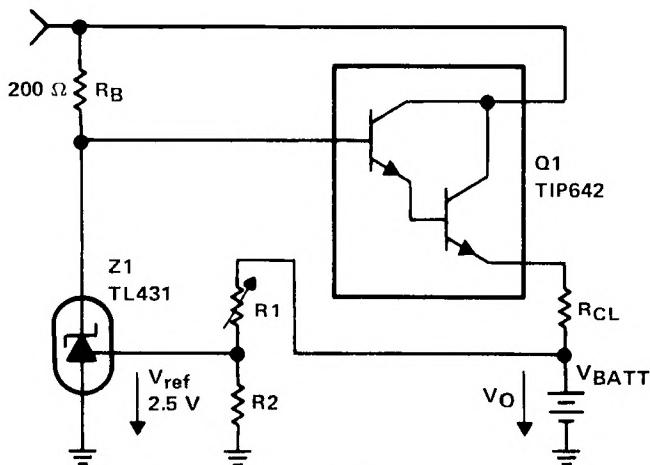 200 Ω
RB
Q1
TIP642
Z1
TL431
R1
RCL
Vref
2.5 V
R2
VO
VBATT